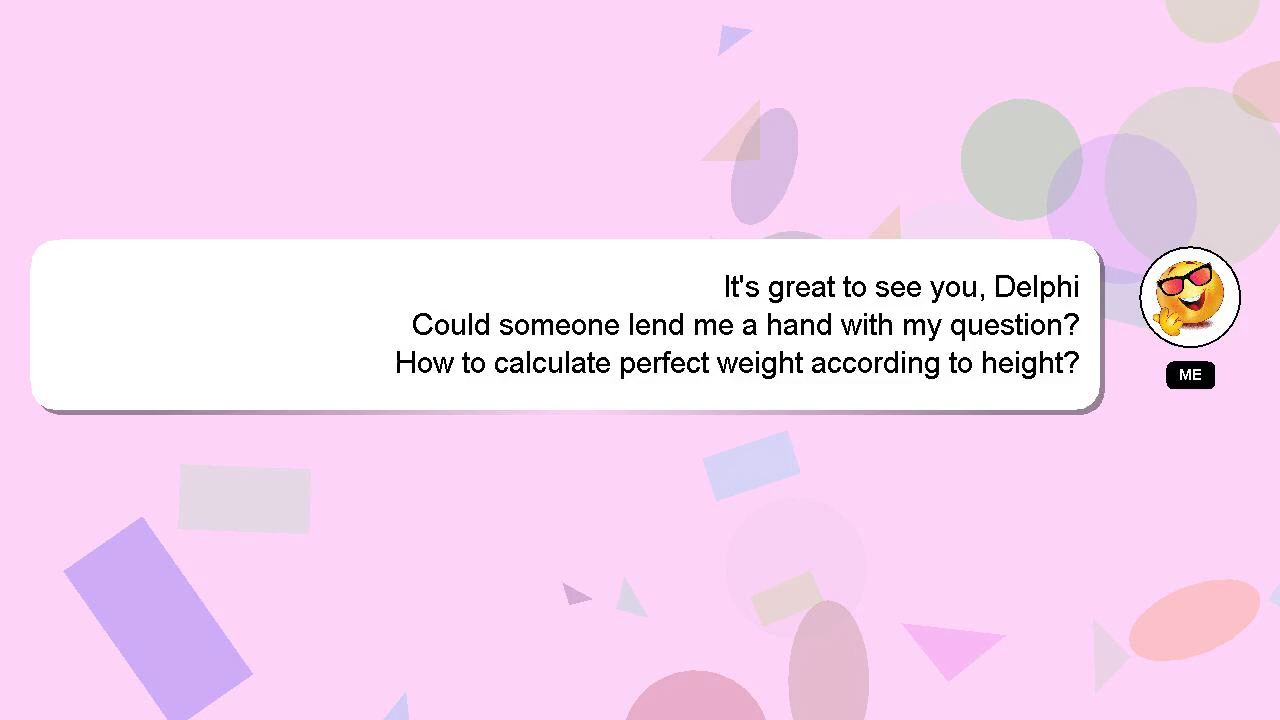 It's great to see you, Delphi
Could someone lend me a hand with my question?
How to calculate perfect weight according to height?
ME